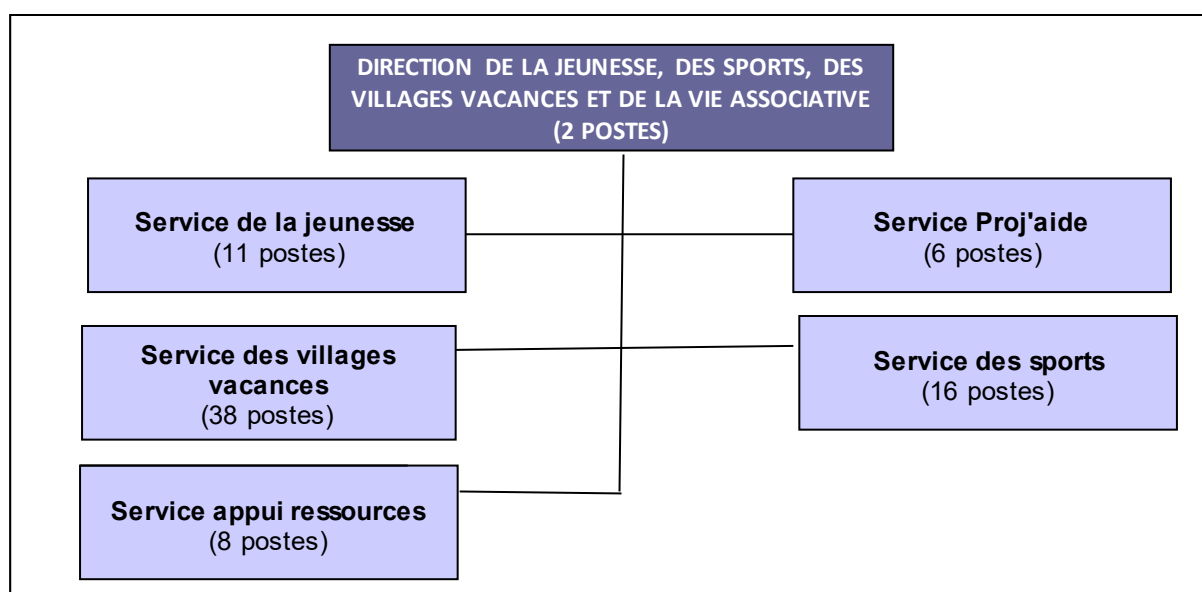 DIRECTION DE LA JEUNESSE, DES SPORTS, DES
VILLAGES VACANCES ET DE LA VIE ASSOCIATIVE
(2 POSTES)
Service de la jeunesse
(11 postes)
Service Proj'aide
(6 postes)
Service des villages
vacances
(38 postes)
Service des sports
(16 postes)
Service appui ressources
(8 postes)